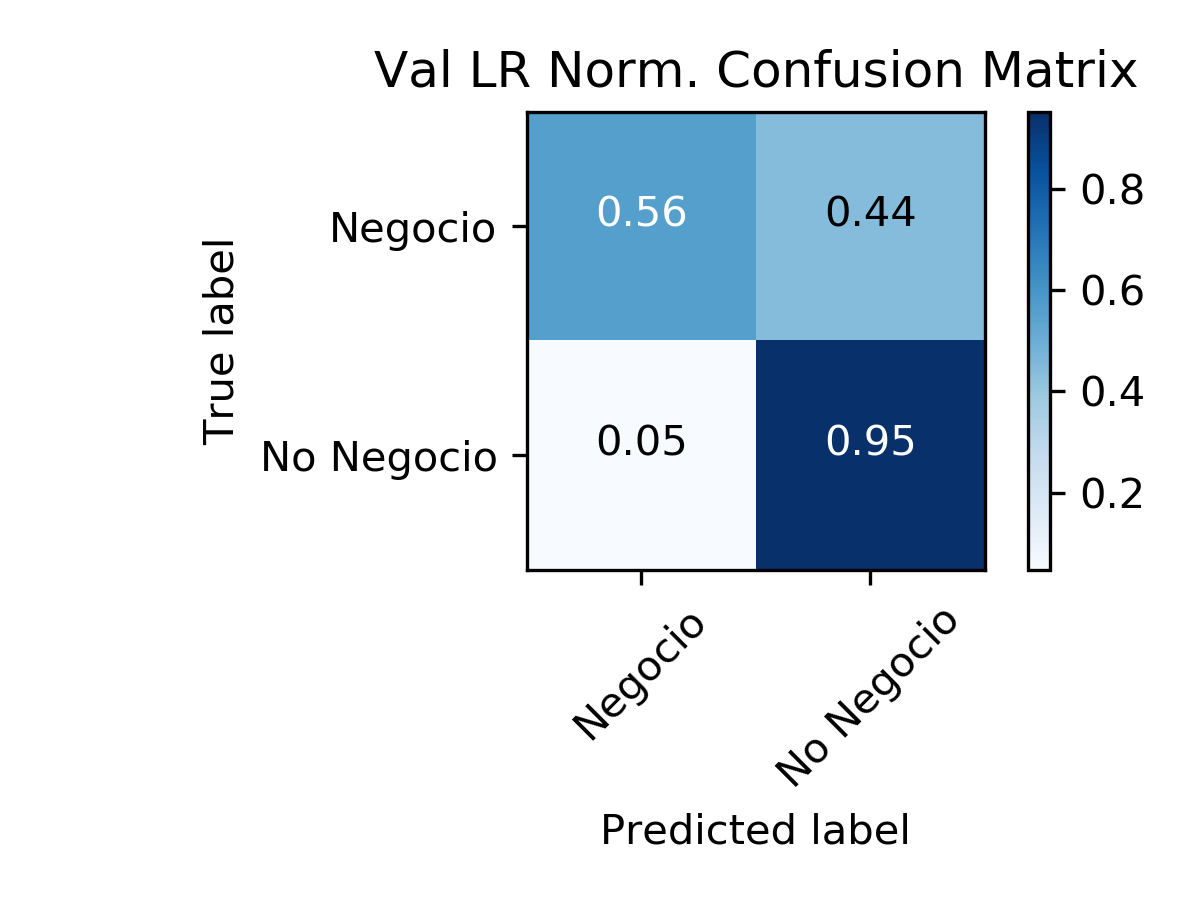 Val LR Norm. Confusion Matrix
Negocio
0.56
0.44
No Negocio
0.05
0.95
True label
0.8
0.6
0.4
0.2
Negocio
No Negocio
Predicted label